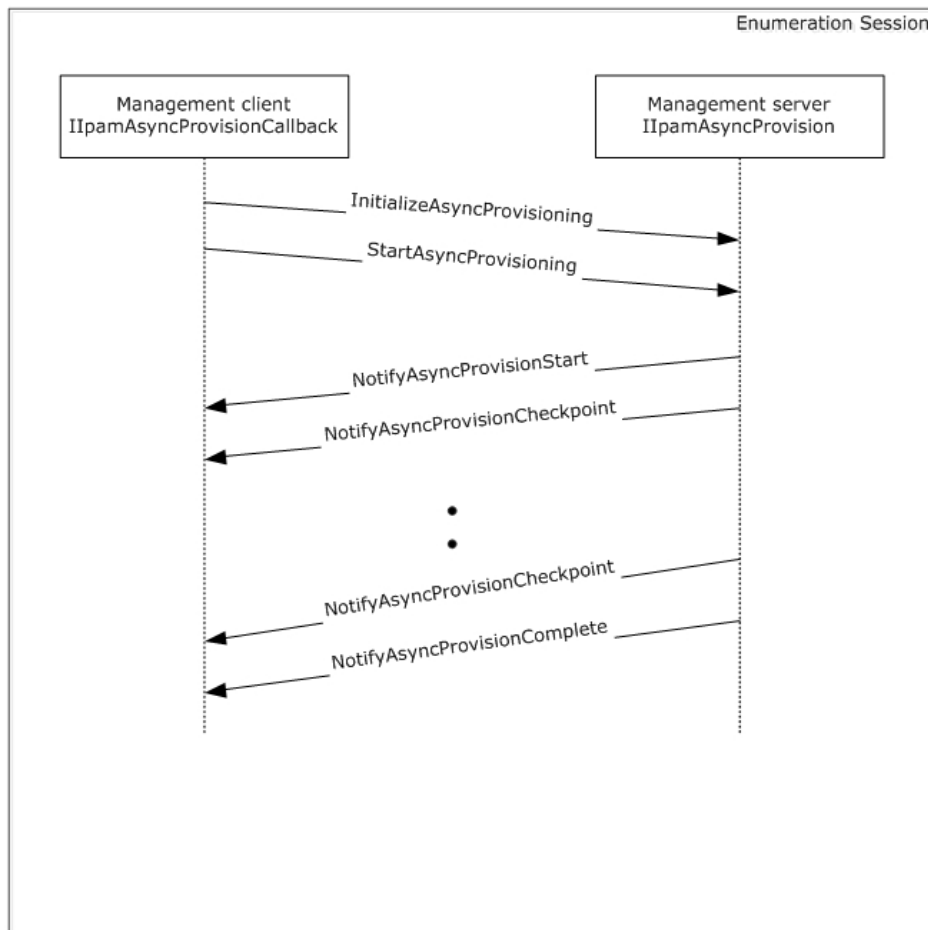 Enumeration Session
Management client
IIpamAsyncProvisionCallback
Management server
IIpamAsyncProvision
InitializeAsyncProvisioning
StartAsyncProvisioning
NotifyAsyncProvisionStart
NotifyAsyncProvisionCheckpoint
NotifyAsyncProvisionCheckpoint
NotifyAsyncProvisionComplete